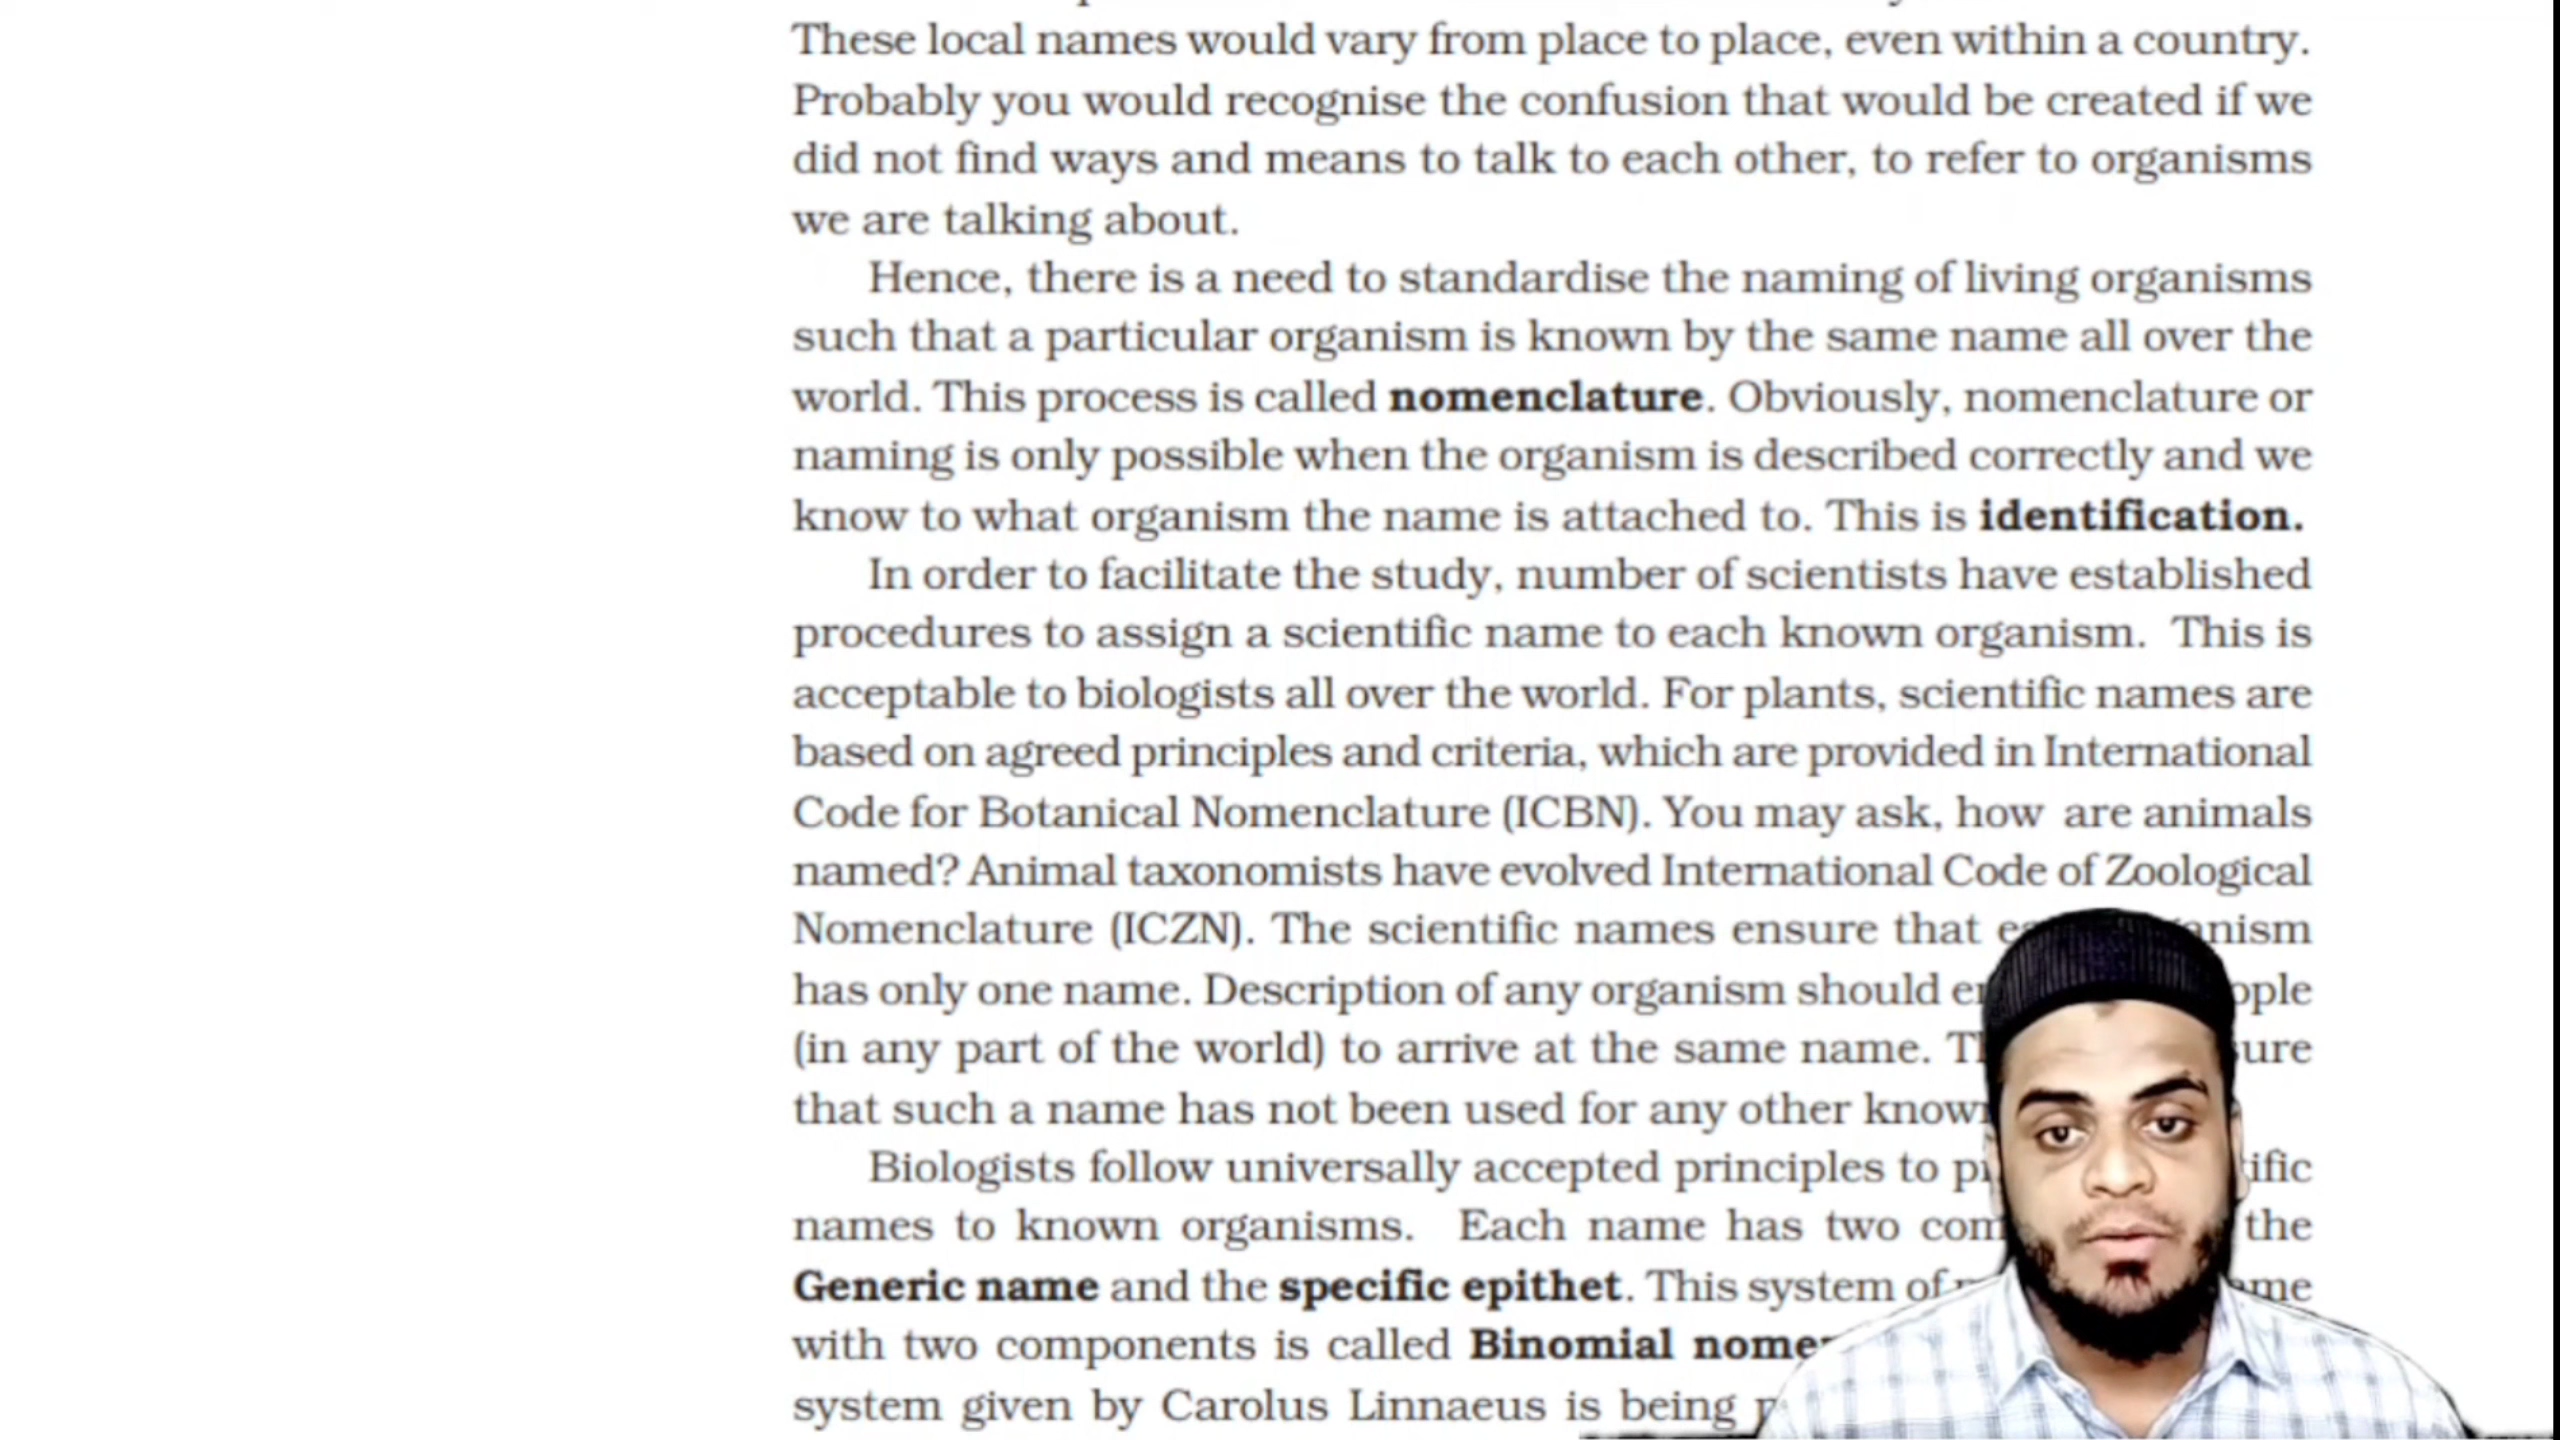 These local names would vary from place to place, even within a country.
Probably you would recognise the confusion that would be created if we
did not find ways and means to talk to each other, to refer to organisms
we are talking about.
Hence, there is a need to standardise the naming of living organisms
such that a particular organism is known by the same name all over the
world. This process is called nomenclature. Obviously, nomenclature or
naming is only possible when the organism is described correctly and we
know to what organism the name is attached to. This is identification.
In order to facilitate the study, number of scientists have established
procedures to assign a scientific name to each known organism. This is
acceptable to biologists all over the world. For plants, scientific names are
based on agreed principles and criteria, which are provided in International
Code for Botanical Nomenclature (ICBN). You may ask, how are animals
named? Animal taxonomists have evolved International Code of Zoological
Nomenclature (ICZN). The scientific names ensure that
has only one name. Description of any organism should
(in any part of the world) to arrive at the same name.
that such a name has not been used for any other
Biologists follow universally accepted principles to
names to known organisms. Each name has two the
Generic name and the specific epithet. This system of
with two components is called Binomial
system given by Carolus Linnaeus is being